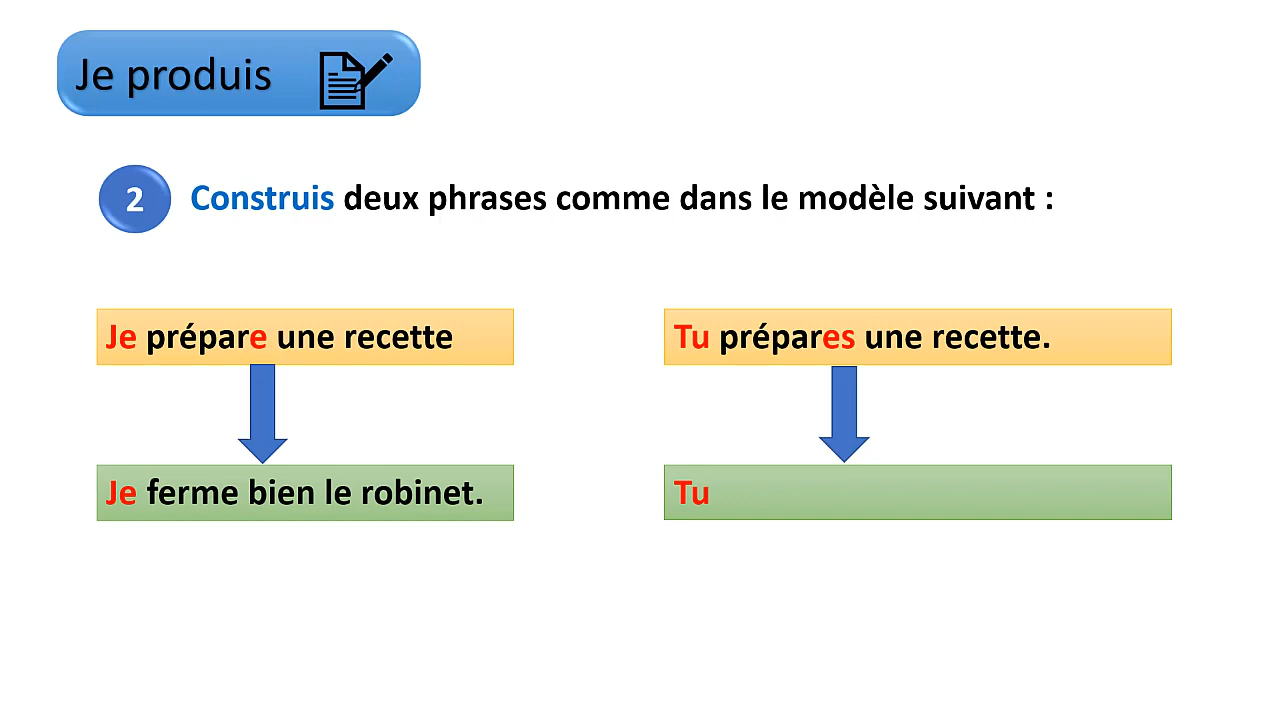 Je produis
2 Construis deux phrases comme dans le modèle suivant :
Je prépare une recette
Tu prépares une recette.
Je ferme bien le robinet.
Tu